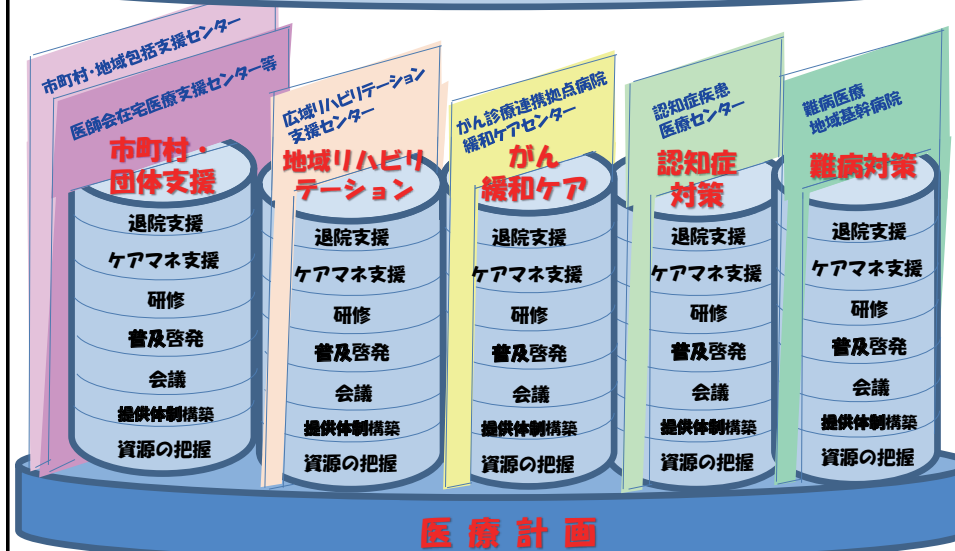 市町村・地域包括支援センター
医師会在宅医療支援センター等
市町村・
団体支援
退院支援
ケアマネ支援
研修
普及啓発
会議
提供体制構築
資源の把握
広域リハビリテーション
支援センター
地域リハビリ
テーション
退院支援
ケアマネ支援
研修
普及啓発
会議
提供体制構築
資源の把握
がん診療連携拠点病院
緩和ケアセンター
がん
緩和ケア
退院支援
ケアマネ支援
研修
普及啓発
会議
提供体制構築
資源の把握
認知症疾患
医療センター
認知症
対策
退院支援
ケアマネ支援
研修
普及啓発
会議
提供体制構築
資源の把握
難病医療
地域基幹病院
難病対策
退院支援
ケアマネ支援
研修
普及啓発
会議
提供体制構築
資源の把握
医療計画